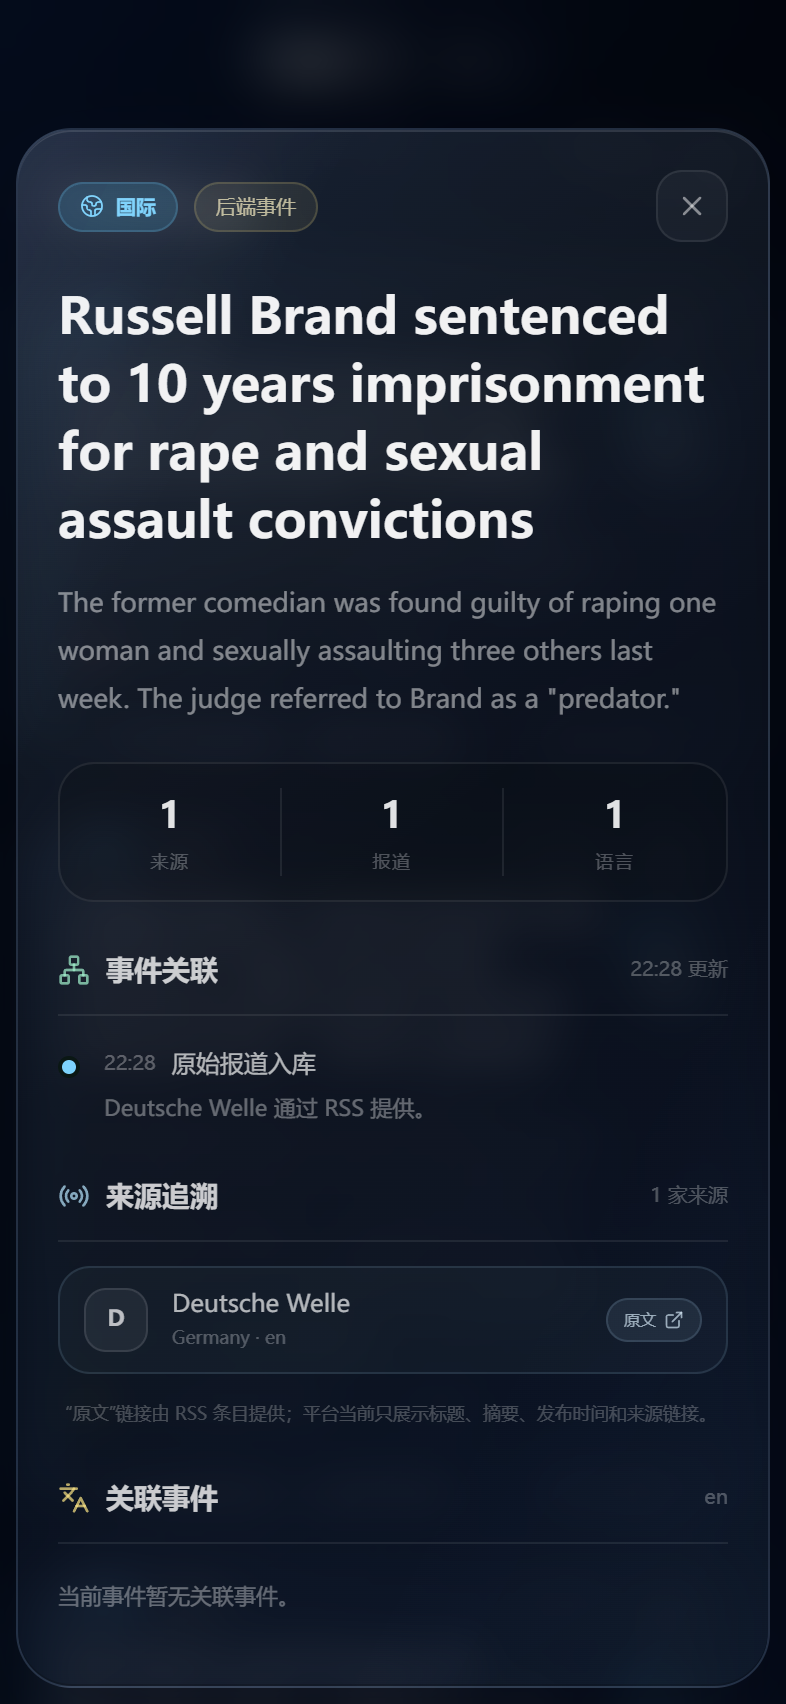 国际
后端事件
Russell Brand sentenced
to 10 years imprisonment
for rape and sexual
assault convictions
The former comedian was found guilty of raping one
woman and sexually assaulting three others last
week. The judge referred to Brand as a "predator."
1 1 1
来源 报道 语言
事件关联 22:28 更新
22:28 原始报道入库
Deutsche Welle 通过 RSS 提供。
来源追溯 1 家来源
D
Deutsche Welle
Germany · en
原文
“原文”链接由 RSS 条目提供；平台当前只展示标题、摘要、发布时间和来源链接。
关联事件 en
当前事件暂无关联事件。